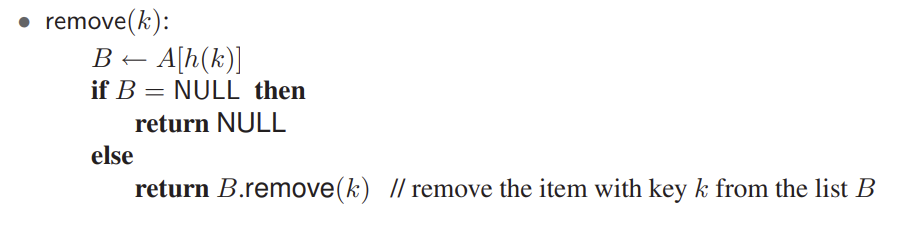 • remove(k):
B ← A[h(k)]
if B = NULL then
return NULL
else
return B.remove(k) // remove the item with key k from the list B